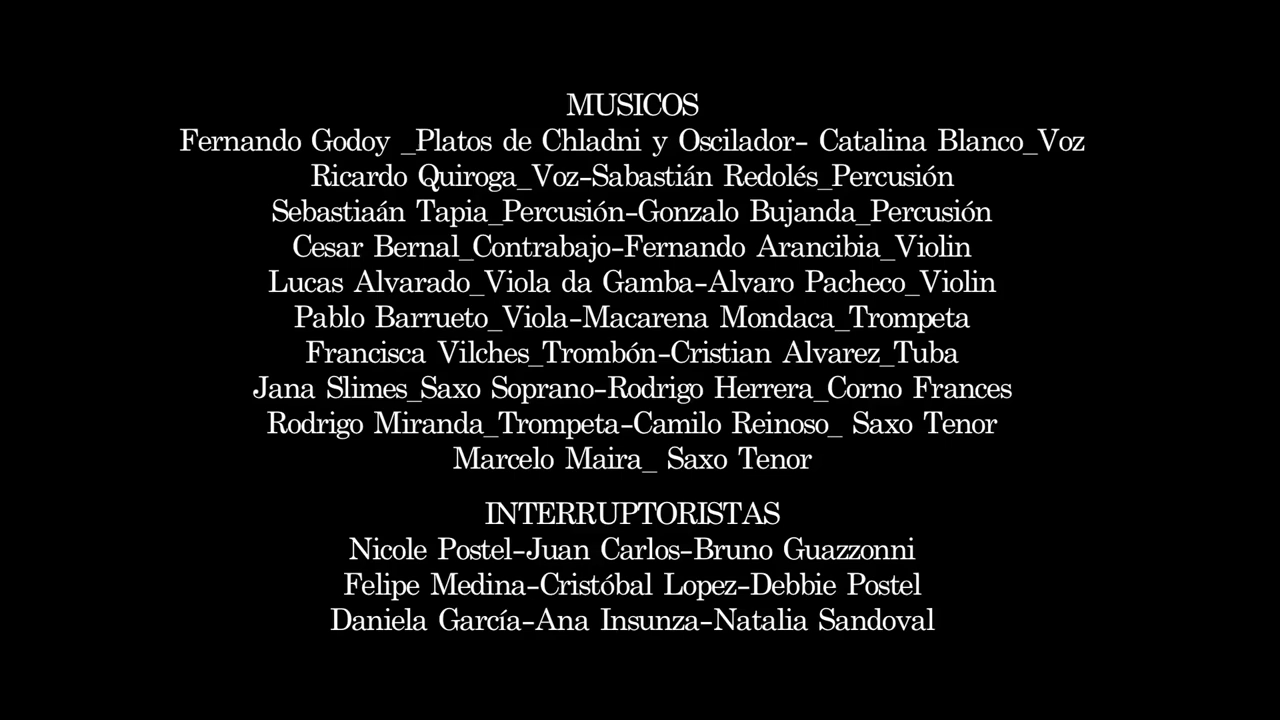 MUSICOS
Fernando Godoy _Platos de Chladni y Oscilador- Catalina Blanco_Voz
Ricardo Quiroga_Voz-Sabastián Redolés_Percusión
Sebastiaán Tapia_Percusión-Gonzalo Bujanda_Percusión
Cesar Bernal_Contrabajo-Fernando Arancibia_Violin
Lucas Alvarado_Viola da Gamba-Alvaro Pacheco_Violin
Pablo Barrueto_Viola-Macarena Mondaca_Trompeta
Francisca Vilches_Trombón-Cristian Alvarez_Tuba
Jana Slimes_Saxo Soprano-Rodrigo Herrera_Corno Frances
Rodrigo Miranda_Trompeta-Camilo Reinoso_ Saxo Tenor
Marcelo Maira_ Saxo Tenor
INTERRUPTORISTAS
Nicole Postel-Juan Carlos-Bruno Guazzonni
Felipe Medina-Cristóbal Lopez-Debbie Postel
Daniela García-Ana Insunza-Natalia Sandoval